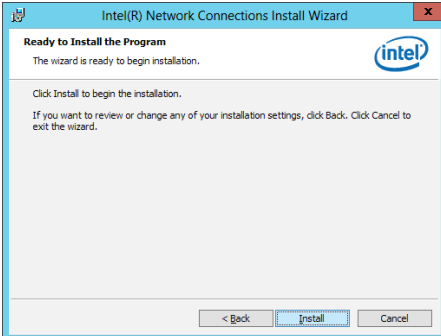 Intel(R) Network Connections Install Wizard
x
Ready to Install the Program
The wizard is ready to begin installation.
intel
Click Install to begin the installation.
If you want to review or change any of your installation settings, click Back. Click Cancel to
exit the wizard.
< Back
Install
Cancel